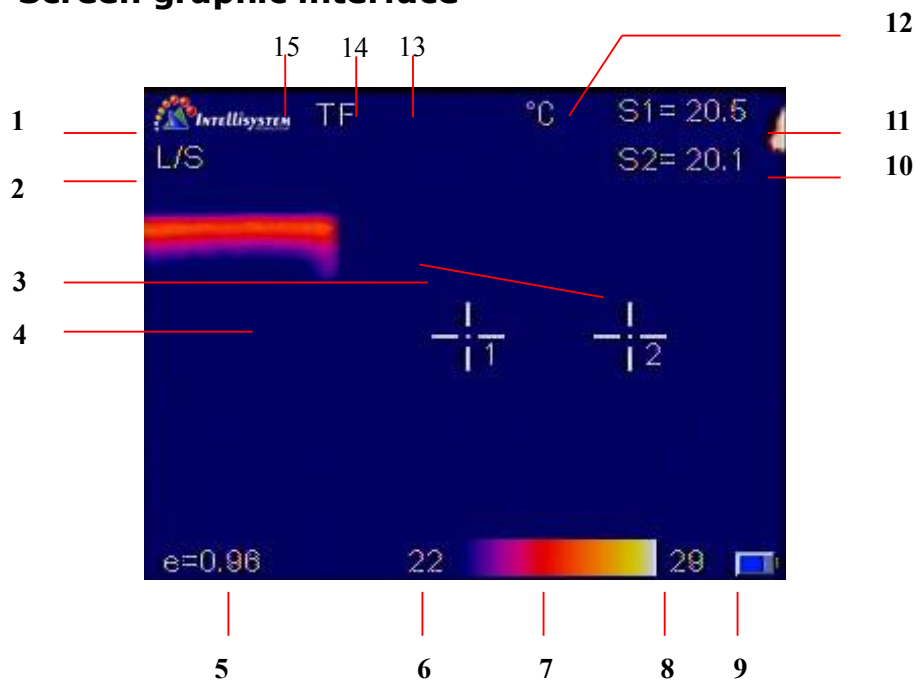 Screen graphic interface
12
15 14 13
INTELLISYSTEM TF °C S1= 20.5
1
11
L/S S2= 20.1
2
10
3
4
1 2
e=0.96 22 29
5 6 7 8 9